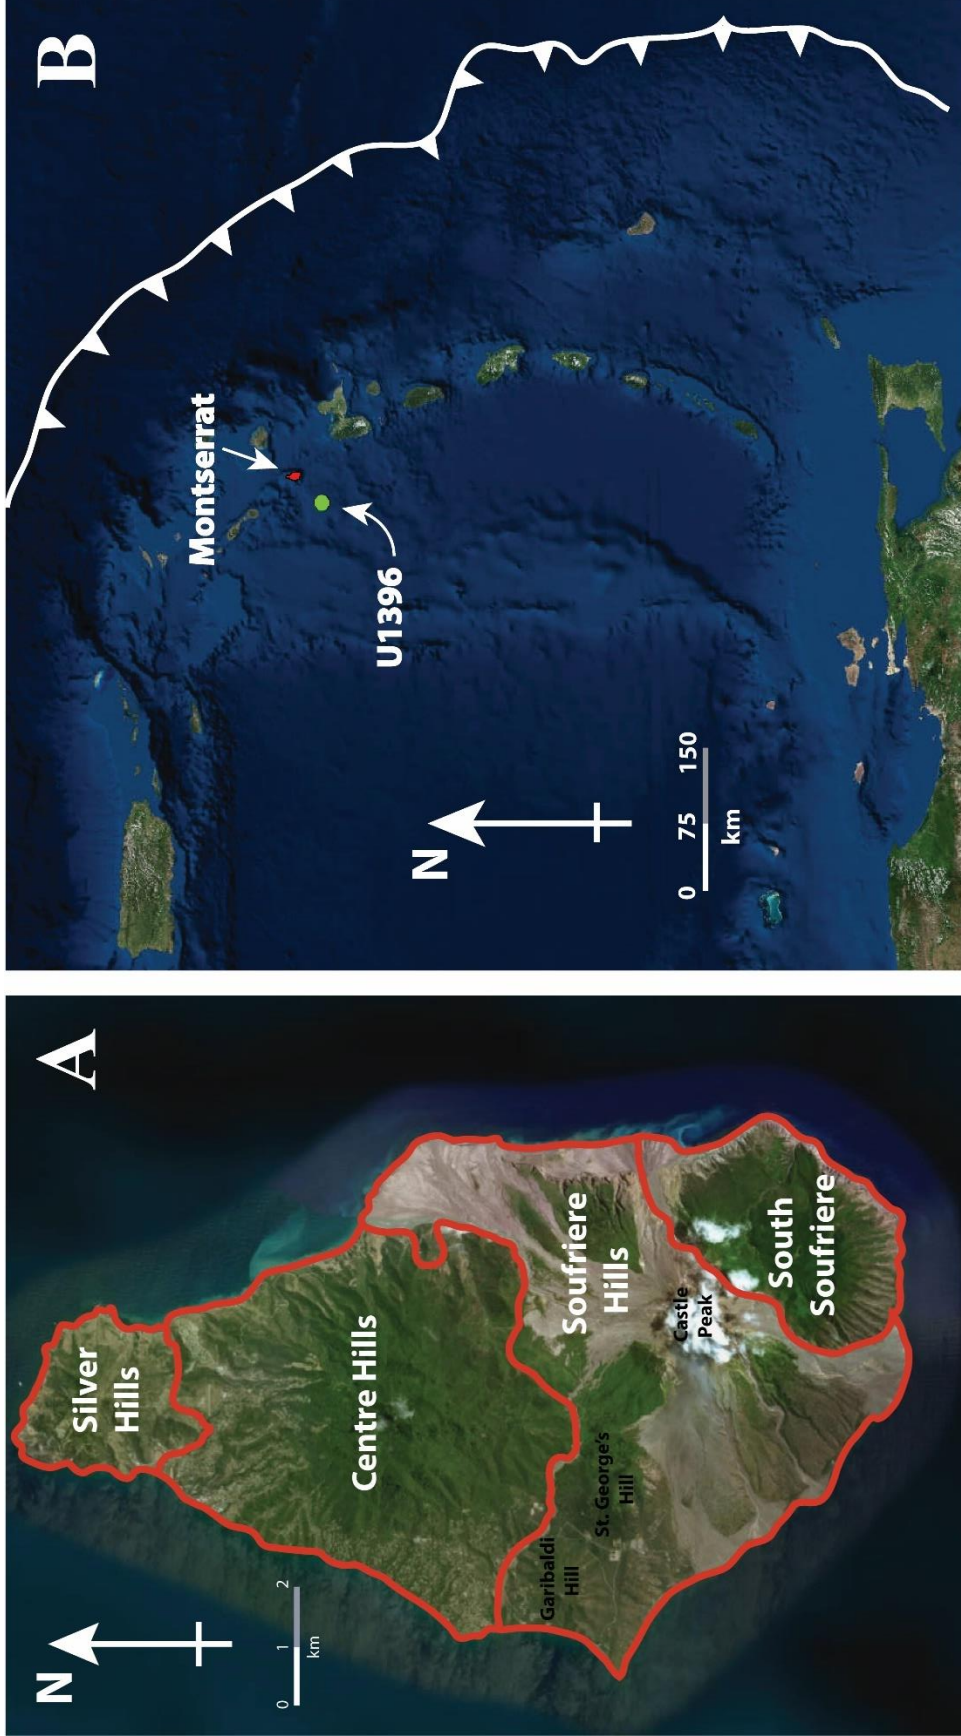 A
N
0 1 2
km
Silver
Hills
Centre Hills
Soufriere
Hills
Garibaldi
Hill
St. George's
Hill
Castle
Peak
South
Soufriere
B
Montserrat
U1396
N
0 75 150
km